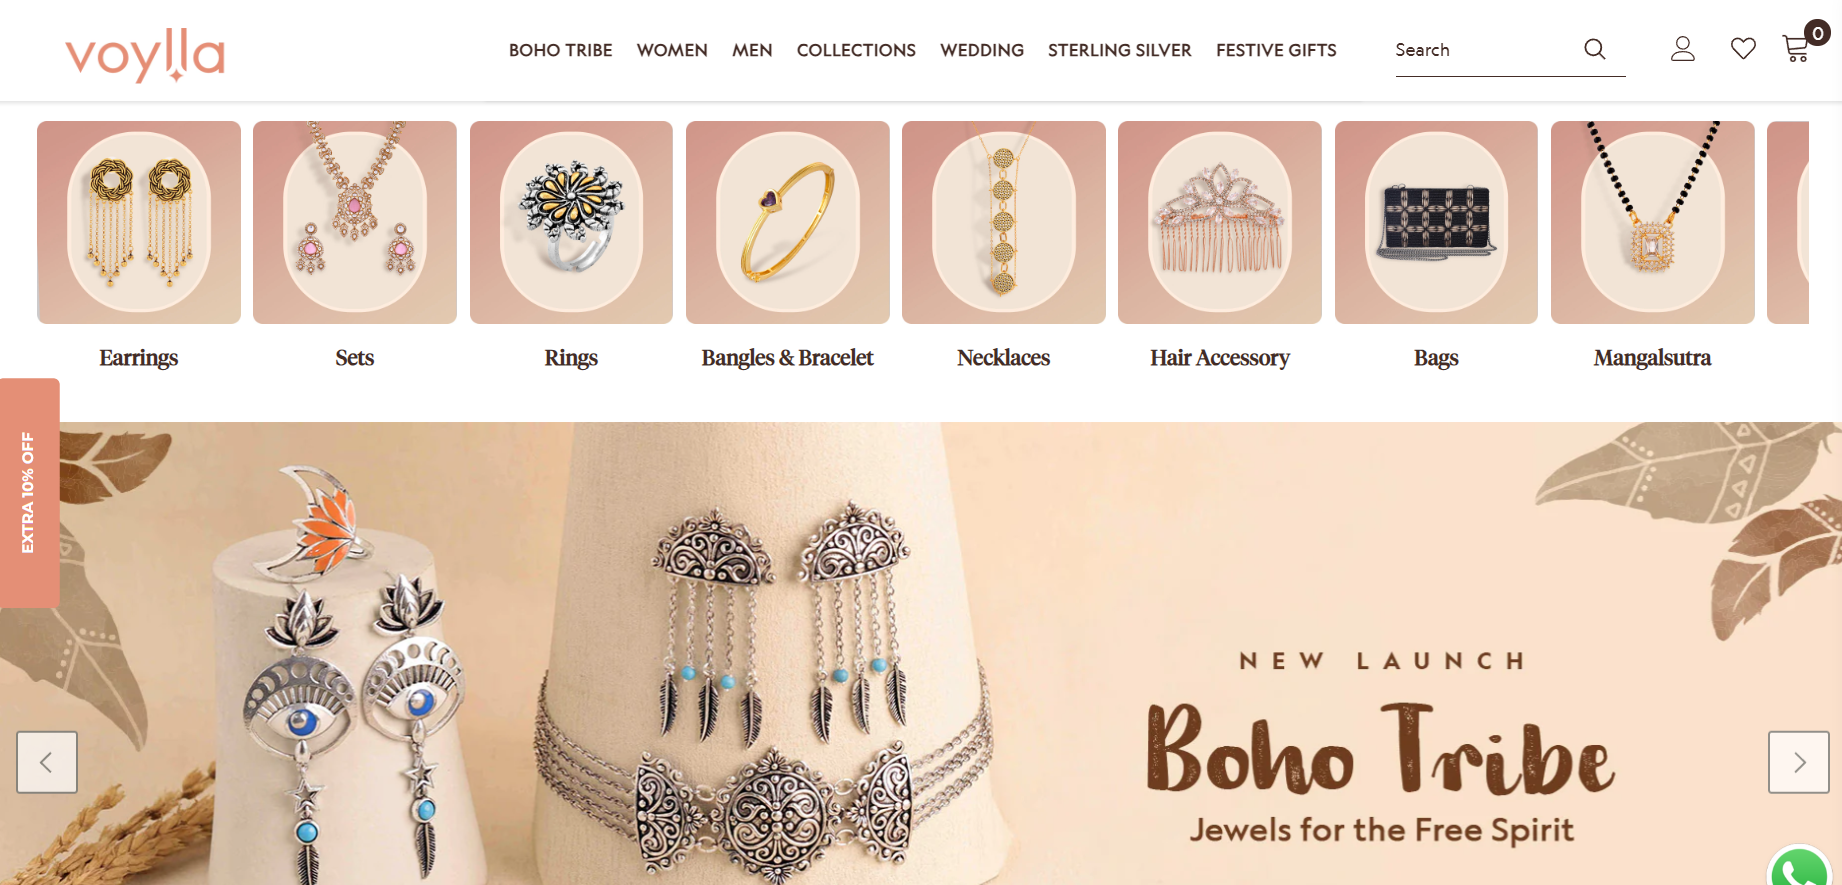 voylla
BOHO TRIBE WOMEN MEN COLLECTIONS WEDDING STERLING SILVER FESTIVE GIFTS
Search
0
Earrings
Sets
Rings
Bangles & Bracelet
Necklaces
Hair Accessory
Bags
Mangalsutra
EXTRA 10% OFF
NEW LAUNCH
Boho Tribe
Jewels for the Free Spirit